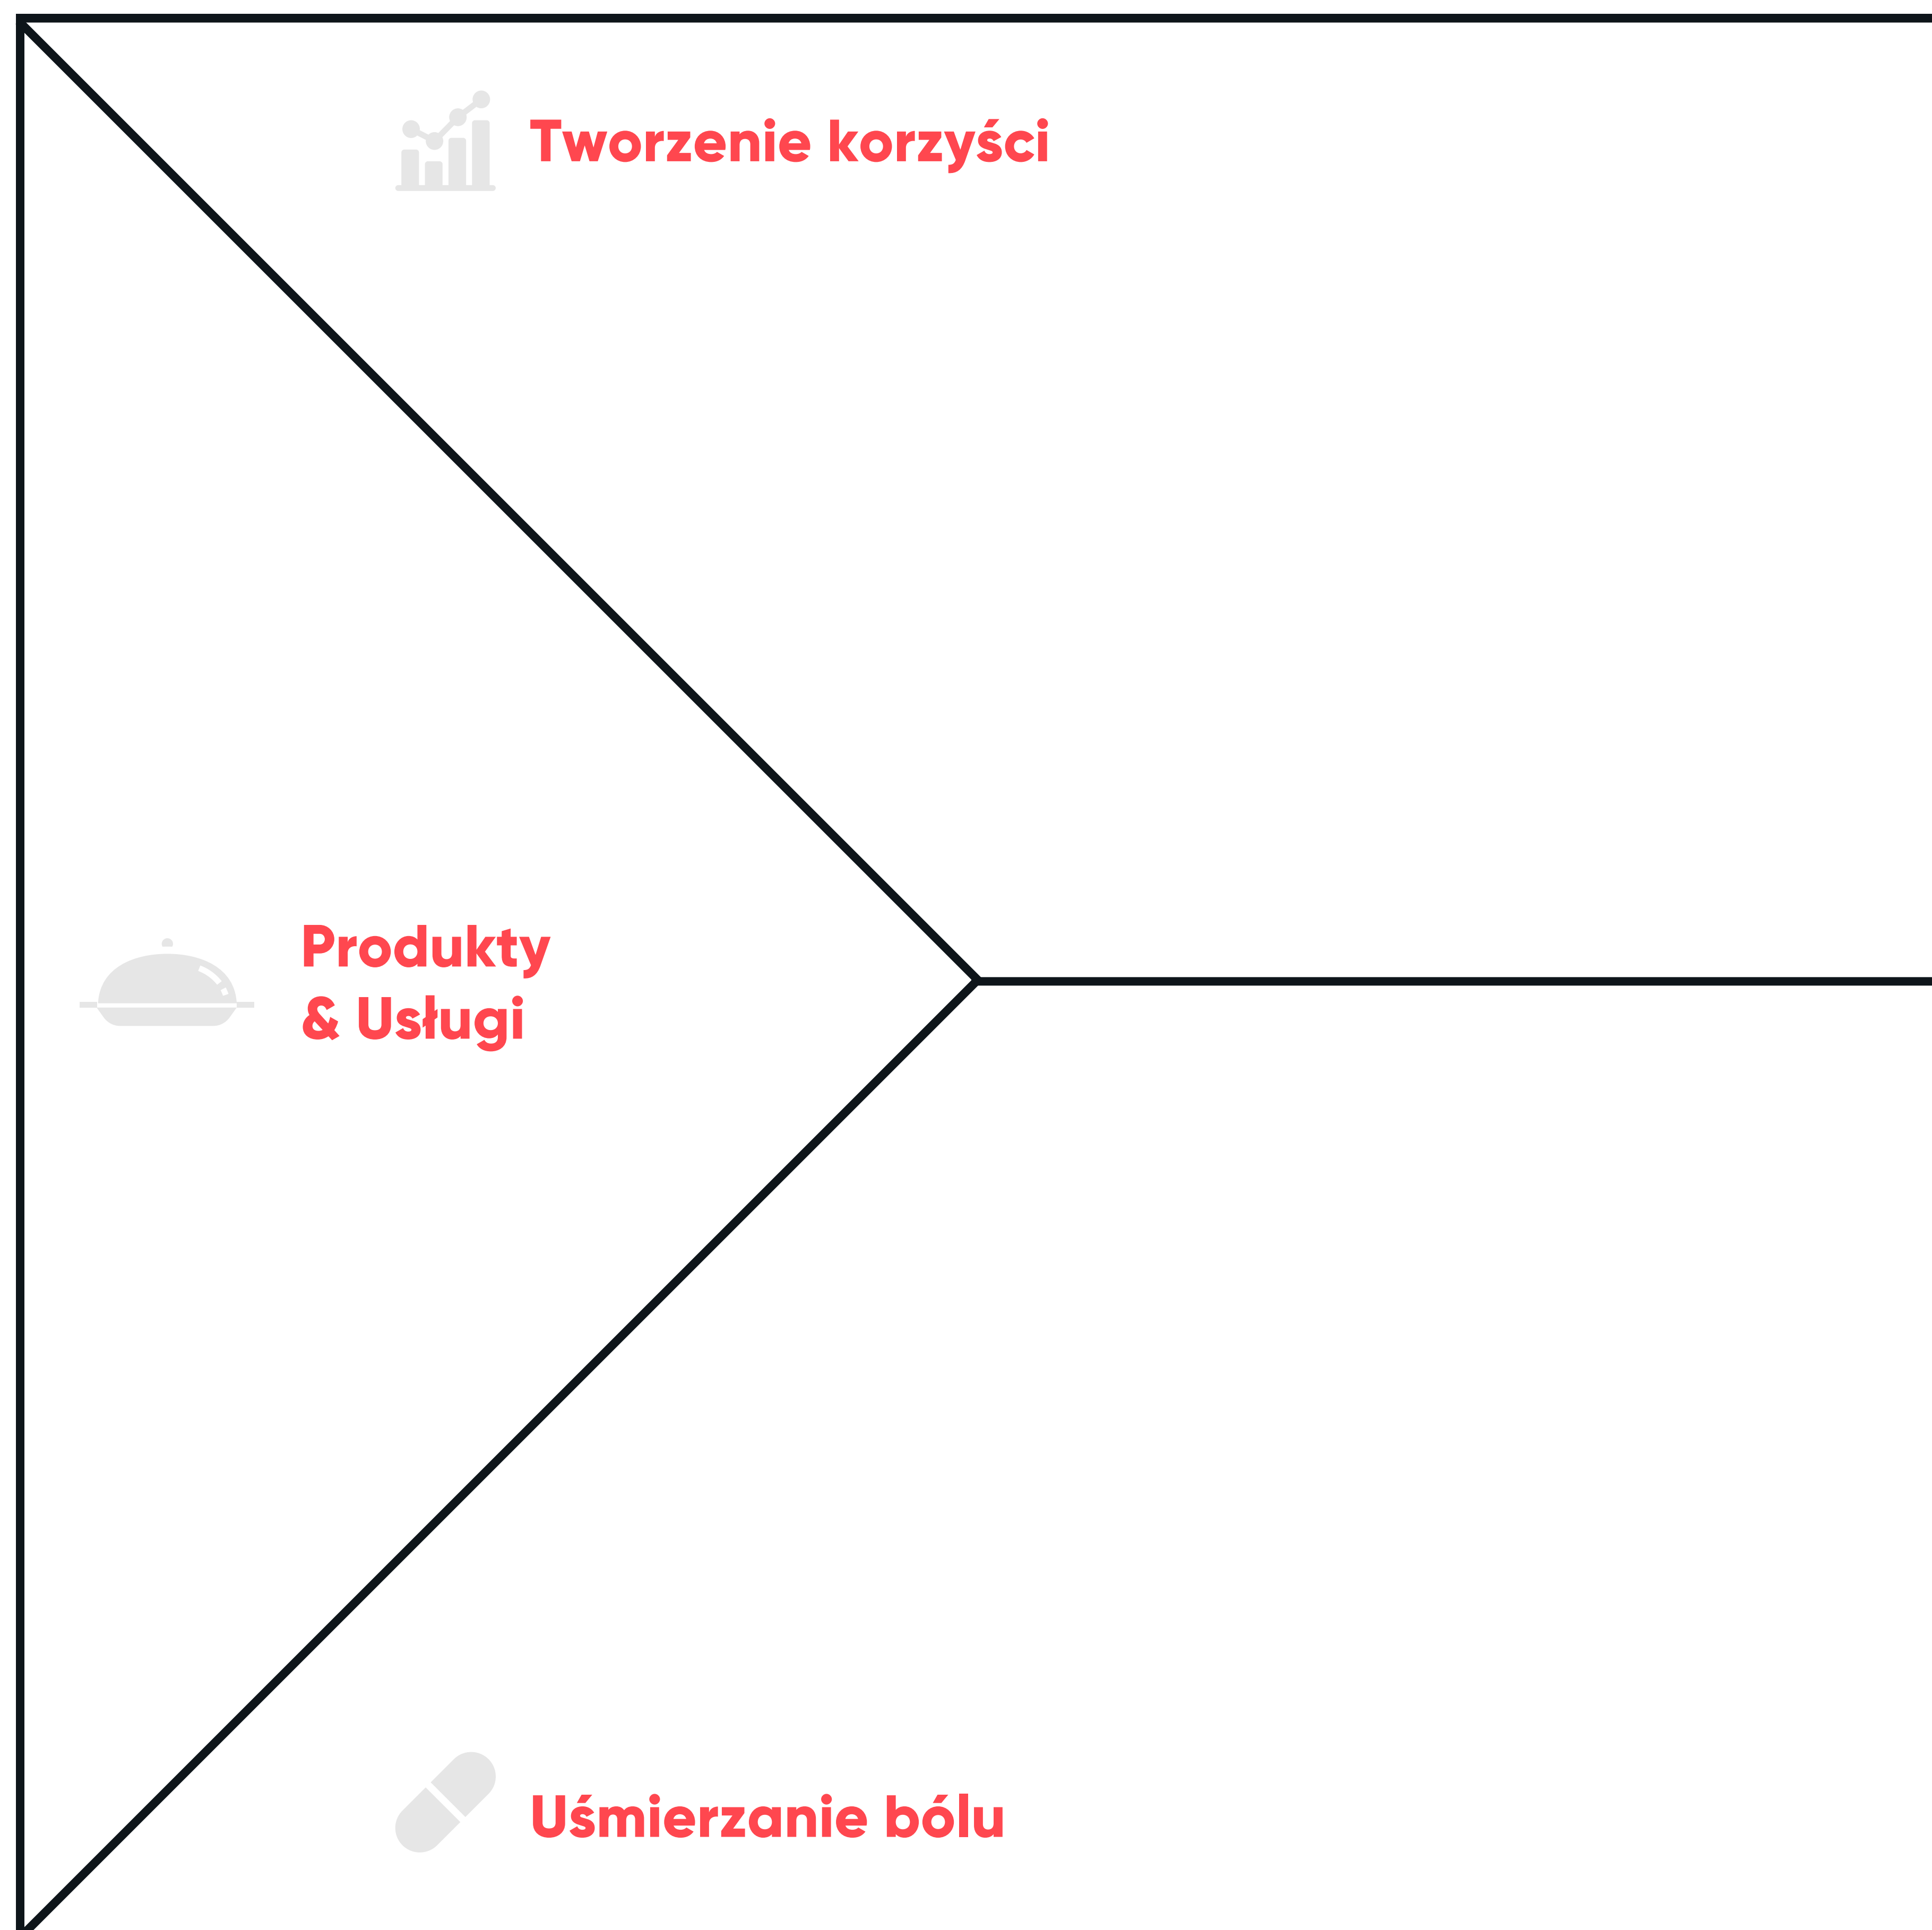 Tworzenie korzyści
Produkty
& Usługi
Uśmierzanie bólu